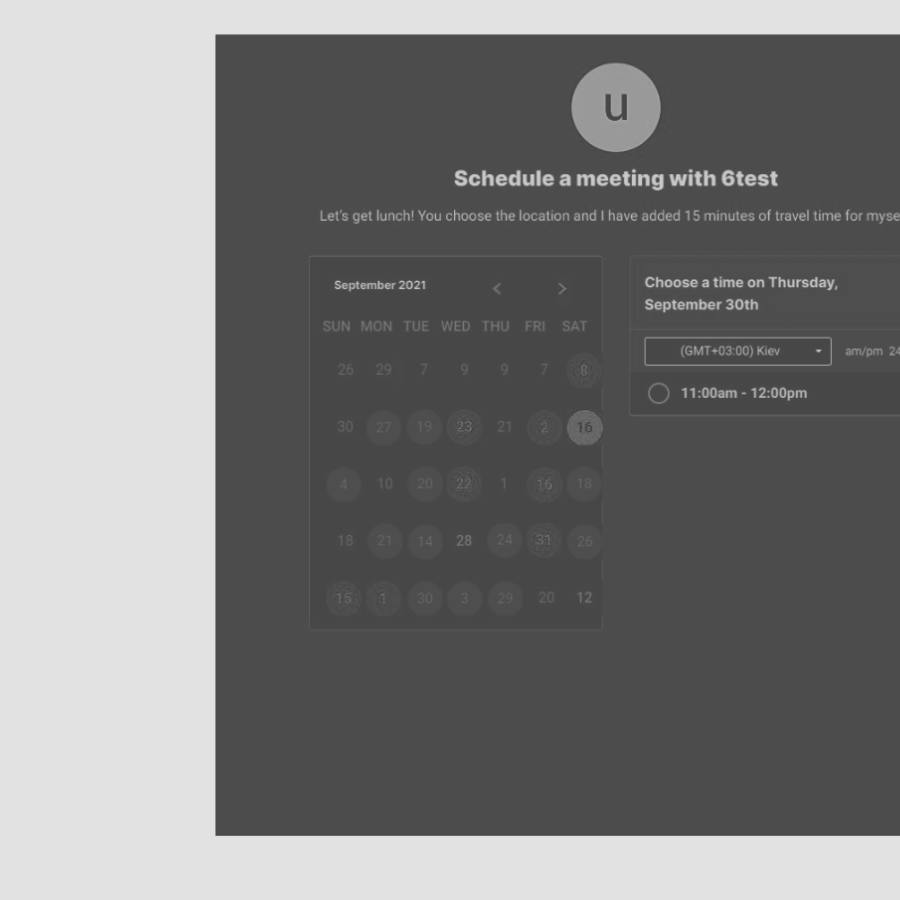 u
Schedule a meeting with 6test
Let's get lunch! You choose the location and I have added 15 minutes of travel time for myse
September 2021
SUN MON TUE WED THU FRI SAT
26 29 7 9 9 7 8
30 27 19 23 21 2 16
4 10 20 22 1 16 18
18 21 14 28 24 31 26
15 1 30 3 29 20 12
Choose a time on Thursday,
September 30th
(GMT+03:00) Kiev
am/pm 24
11:00am - 12:00pm